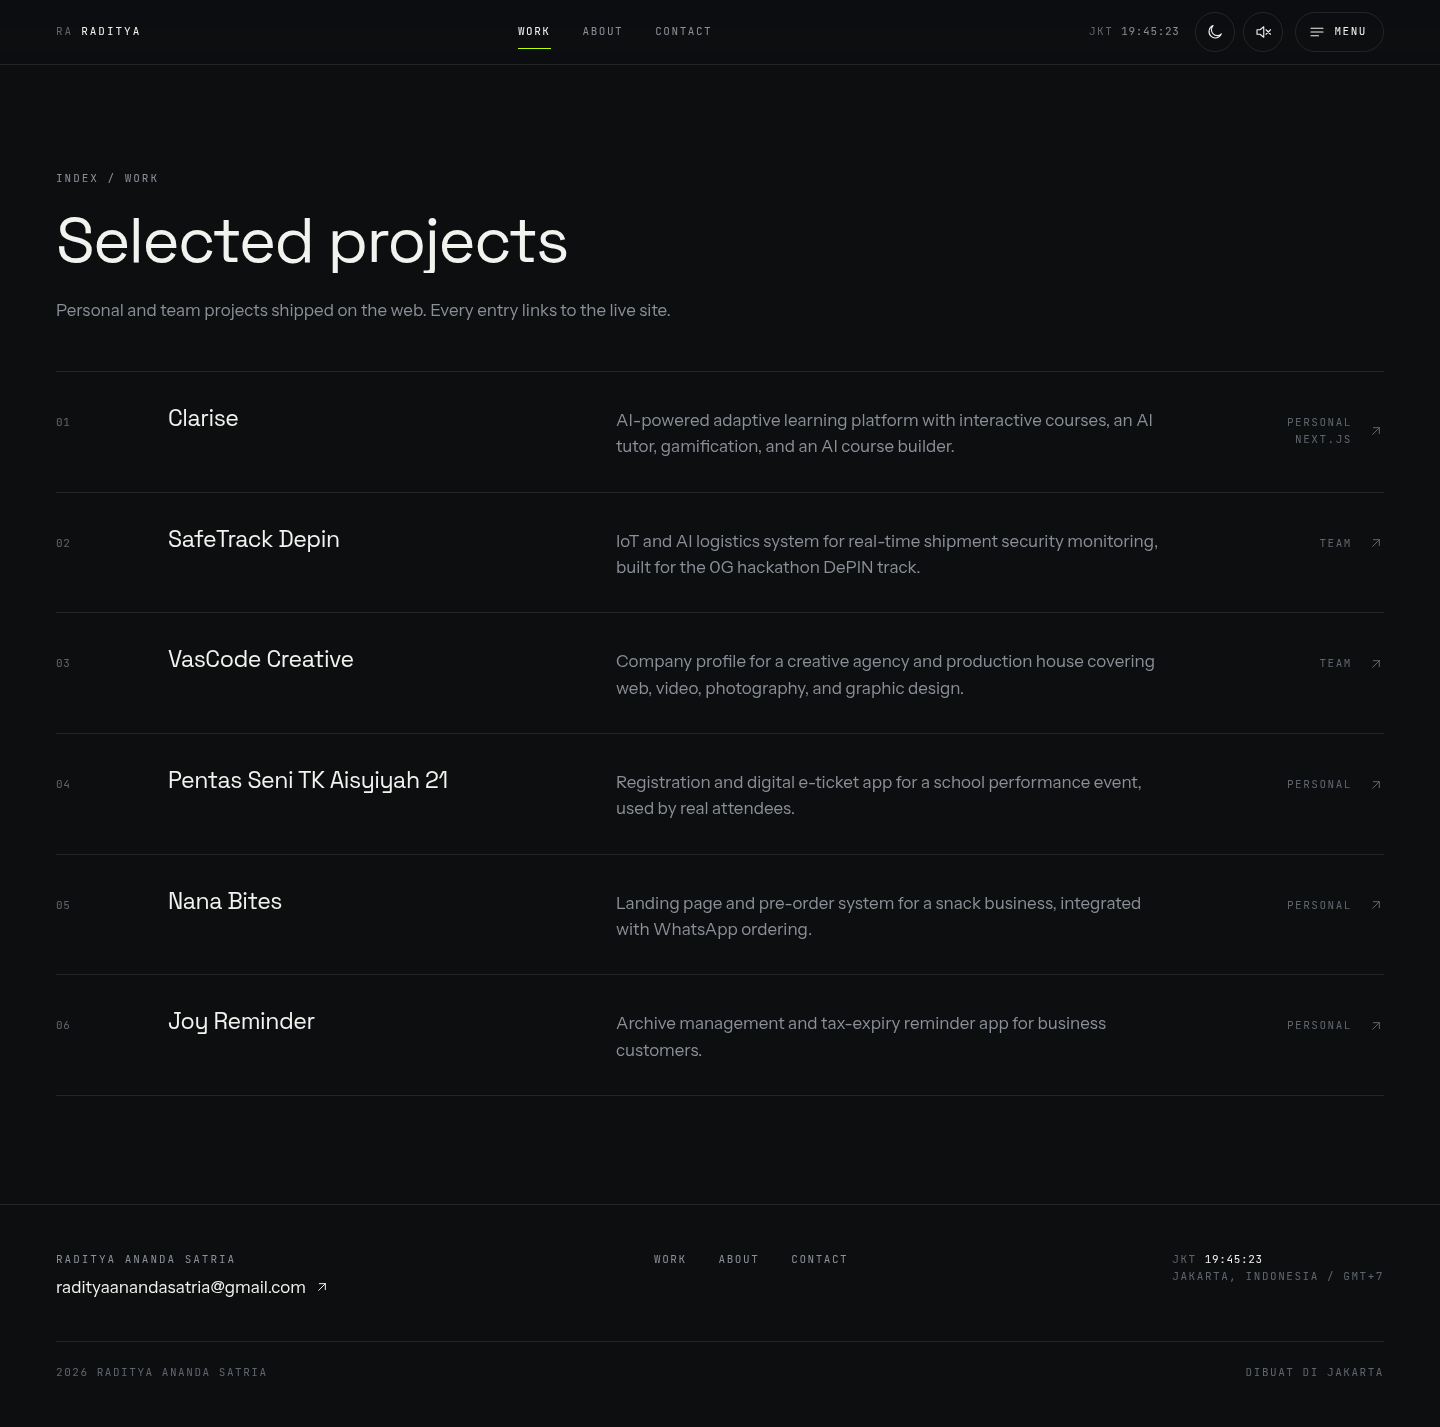 RA RADITYA
WORK ABOUT CONTACT
JKT 19:45:23
MENU
INDEX / WORK
Selected projects
Personal and team projects shipped on the web. Every entry links to the live site.
01
Clarise
AI-powered adaptive learning platform with interactive courses, an AI
tutor, gamification, and an AI course builder.
PERSONAL
NEXT.JS
02
SafeTrack Depin
IoT and AI logistics system for real-time shipment security monitoring,
built for the 0G hackathon DePIN track.
TEAM
03
VasCode Creative
Company profile for a creative agency and production house covering
web, video, photography, and graphic design.
TEAM
04
Pentas Seni TK Aisyiyah 21
Registration and digital e-ticket app for a school performance event,
used by real attendees.
PERSONAL
05
Nana Bites
Landing page and pre-order system for a snack business, integrated
with WhatsApp ordering.
PERSONAL
06
Joy Reminder
Archive management and tax-expiry reminder app for business
customers.
PERSONAL
RADITYA ANANDA SATRIA
radityaanandasatria@gmail.com
WORK ABOUT CONTACT
JKT 19:45:23
JAKARTA, INDONESIA / GMT+7
2026 RADITYA ANANDA SATRIA
DIBUAT DI JAKARTA